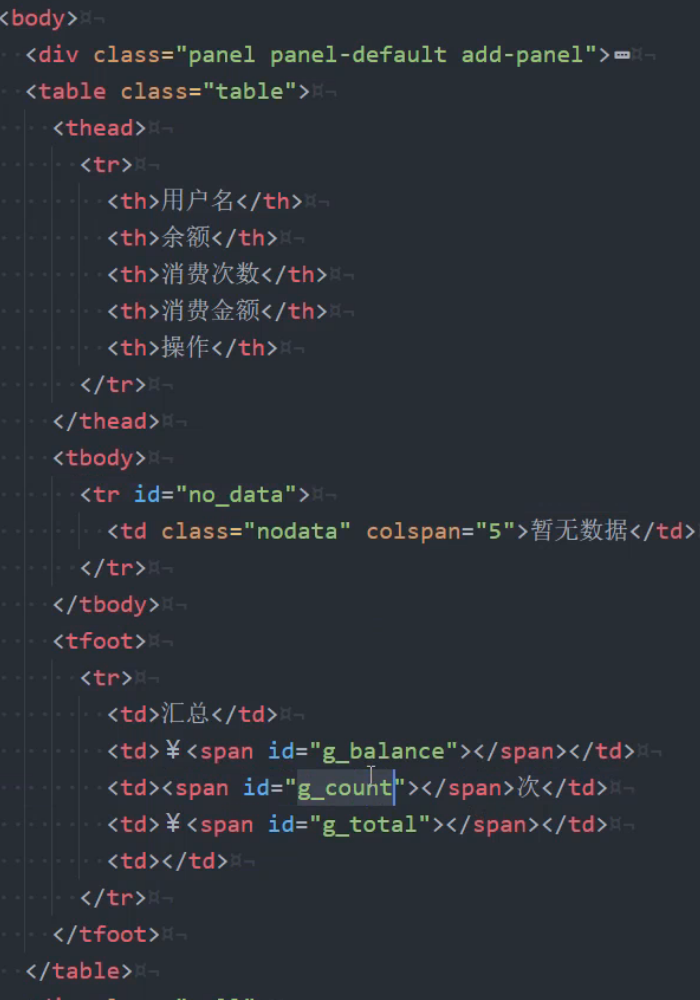 <body>
<div class="panel panel-default add-panel">
<table class="table">
<thead>
<tr>
<th>用户名</th>
<th>余额</th>
<th>消费次数</th>
<th>消费金额</th>
<th>操作</th>
</tr>
</thead>
<tbody>
<tr id="no_data">
<td class="nodata" colspan="5">暂无数据</td>
</tr>
</tbody>
<tfoot>
<tr>
<td>汇总</td>
<td>¥<span id="g_balance"></span></td>
<td><span id="g_count"></span>次</td>
<td>¥<span id="g_total"></span></td>
<td></td>
</tr>
</tfoot>
</table>